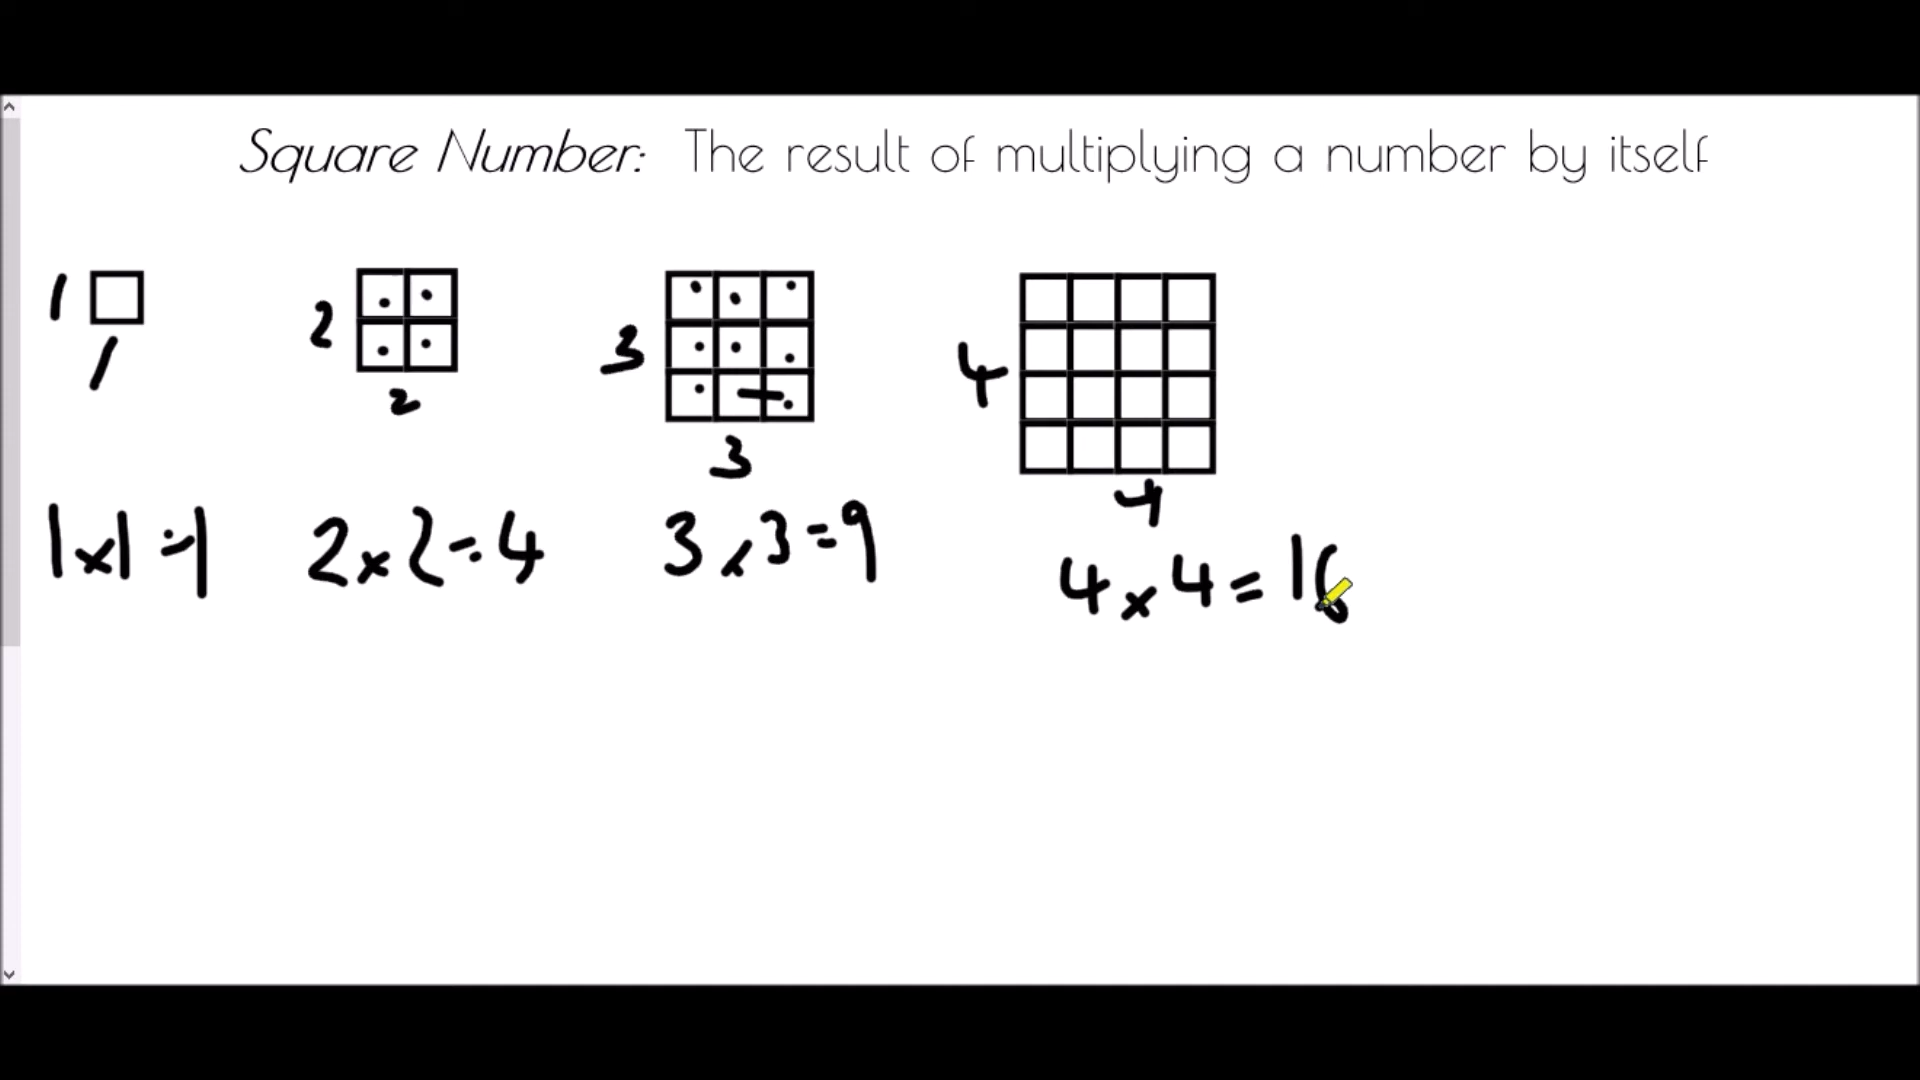 Square Number: The result of multiplying a number by itself
1
1
2
2
3
3
4
4
1x1=1
2x2=4
3x3=9
4x4=16